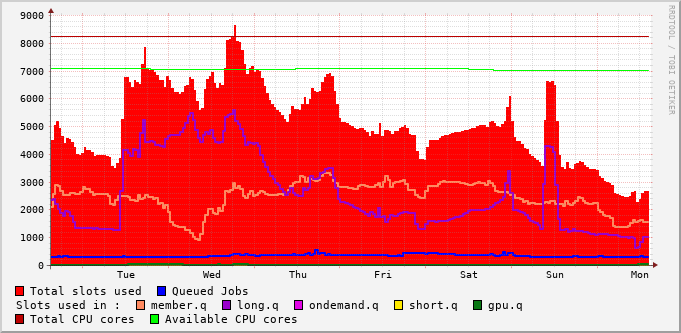 RRDTOOL / TOBI OETIKER
9000
8000
7000
6000
5000
4000
3000
2000
1000
0
Tue Wed Thu Fri Sat Sun Mon
Total slots used Queued Jobs
Slots used in : member.q long.q ondemand.q short.q gpu.q
Total CPU cores Available CPU cores